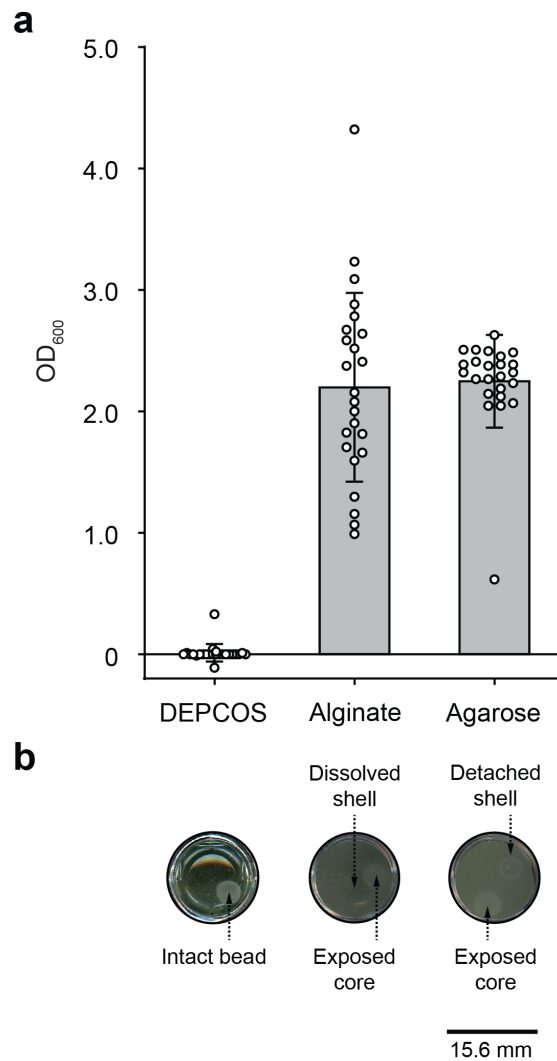 a
5.0
4.0
3.0
2.0
1.0
0
OD600
DEPCOS
Alginate
Agarose
b
Dissolved
shell
Detached
shell
Intact bead
Exposed
core
Exposed
core
15.6 mm